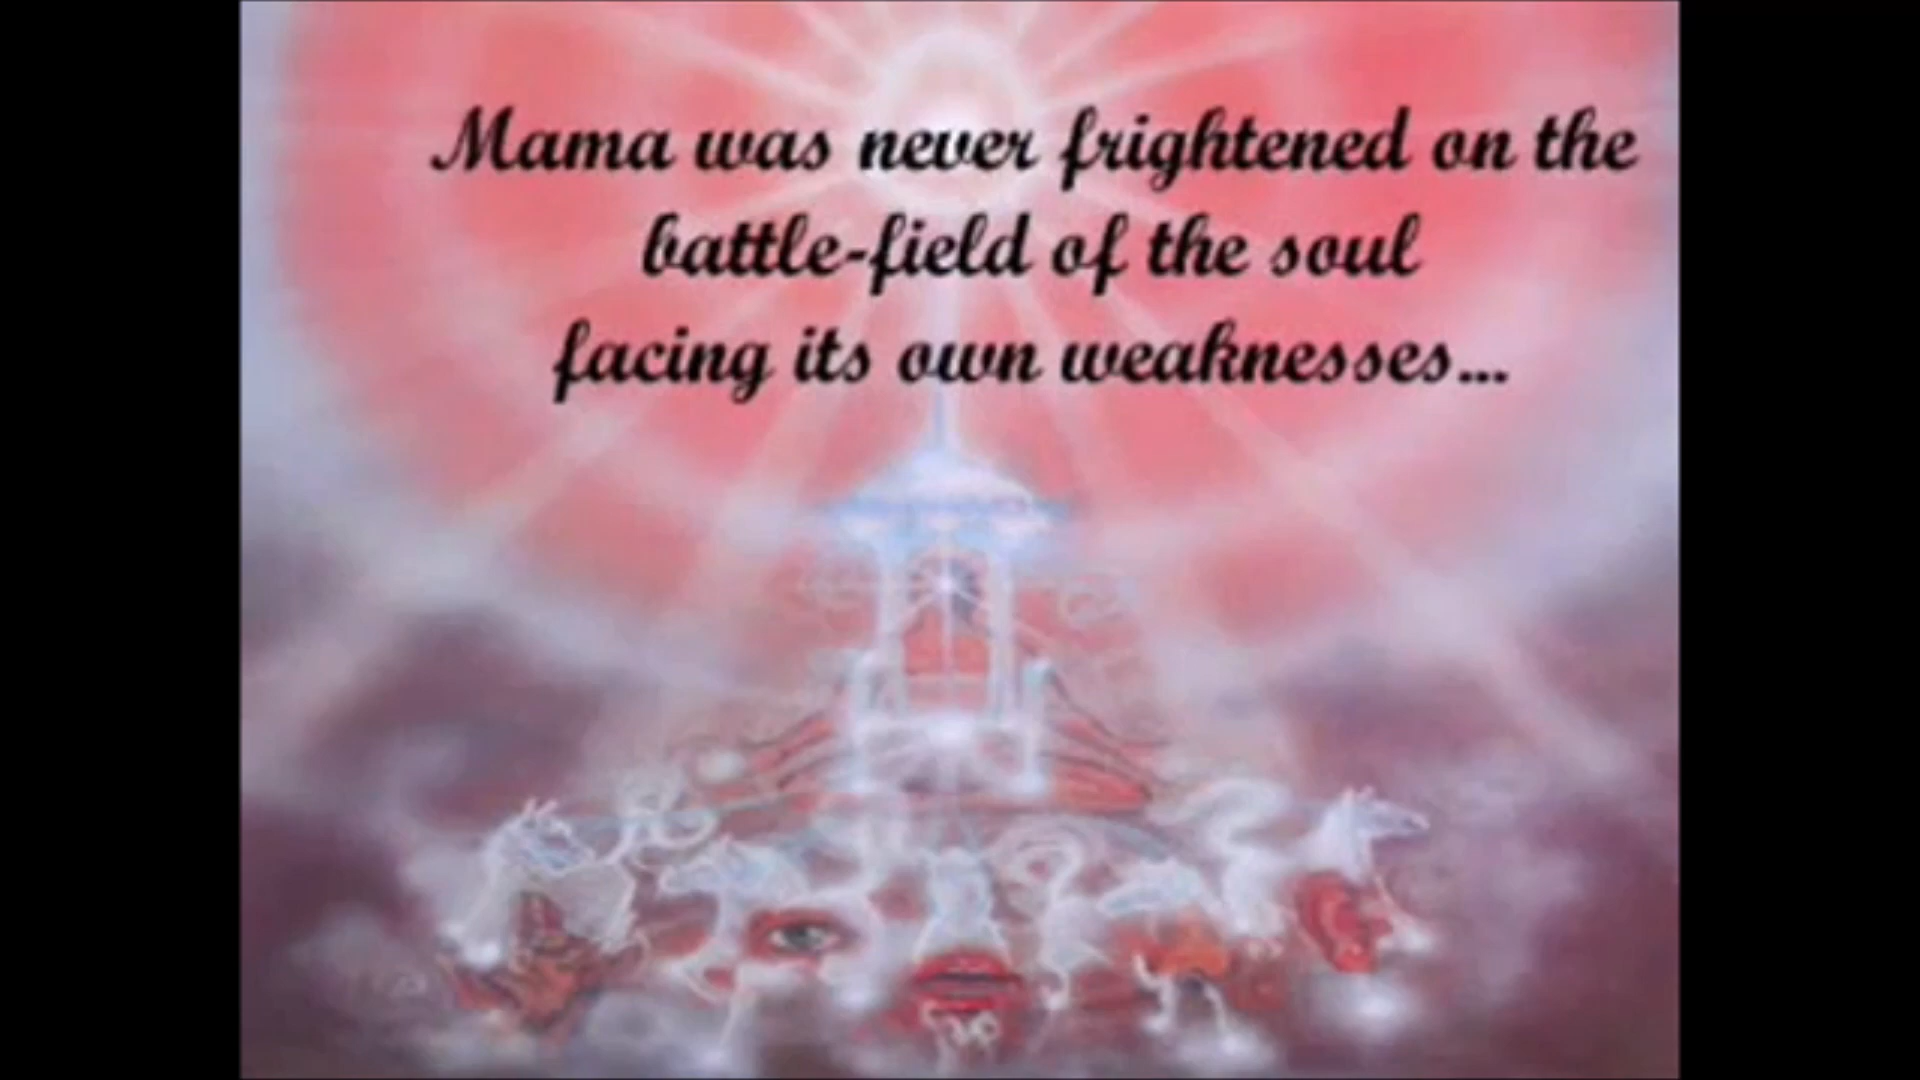 Mama was never frightened on the
battle-field of the soul
facing its own weaknesses...